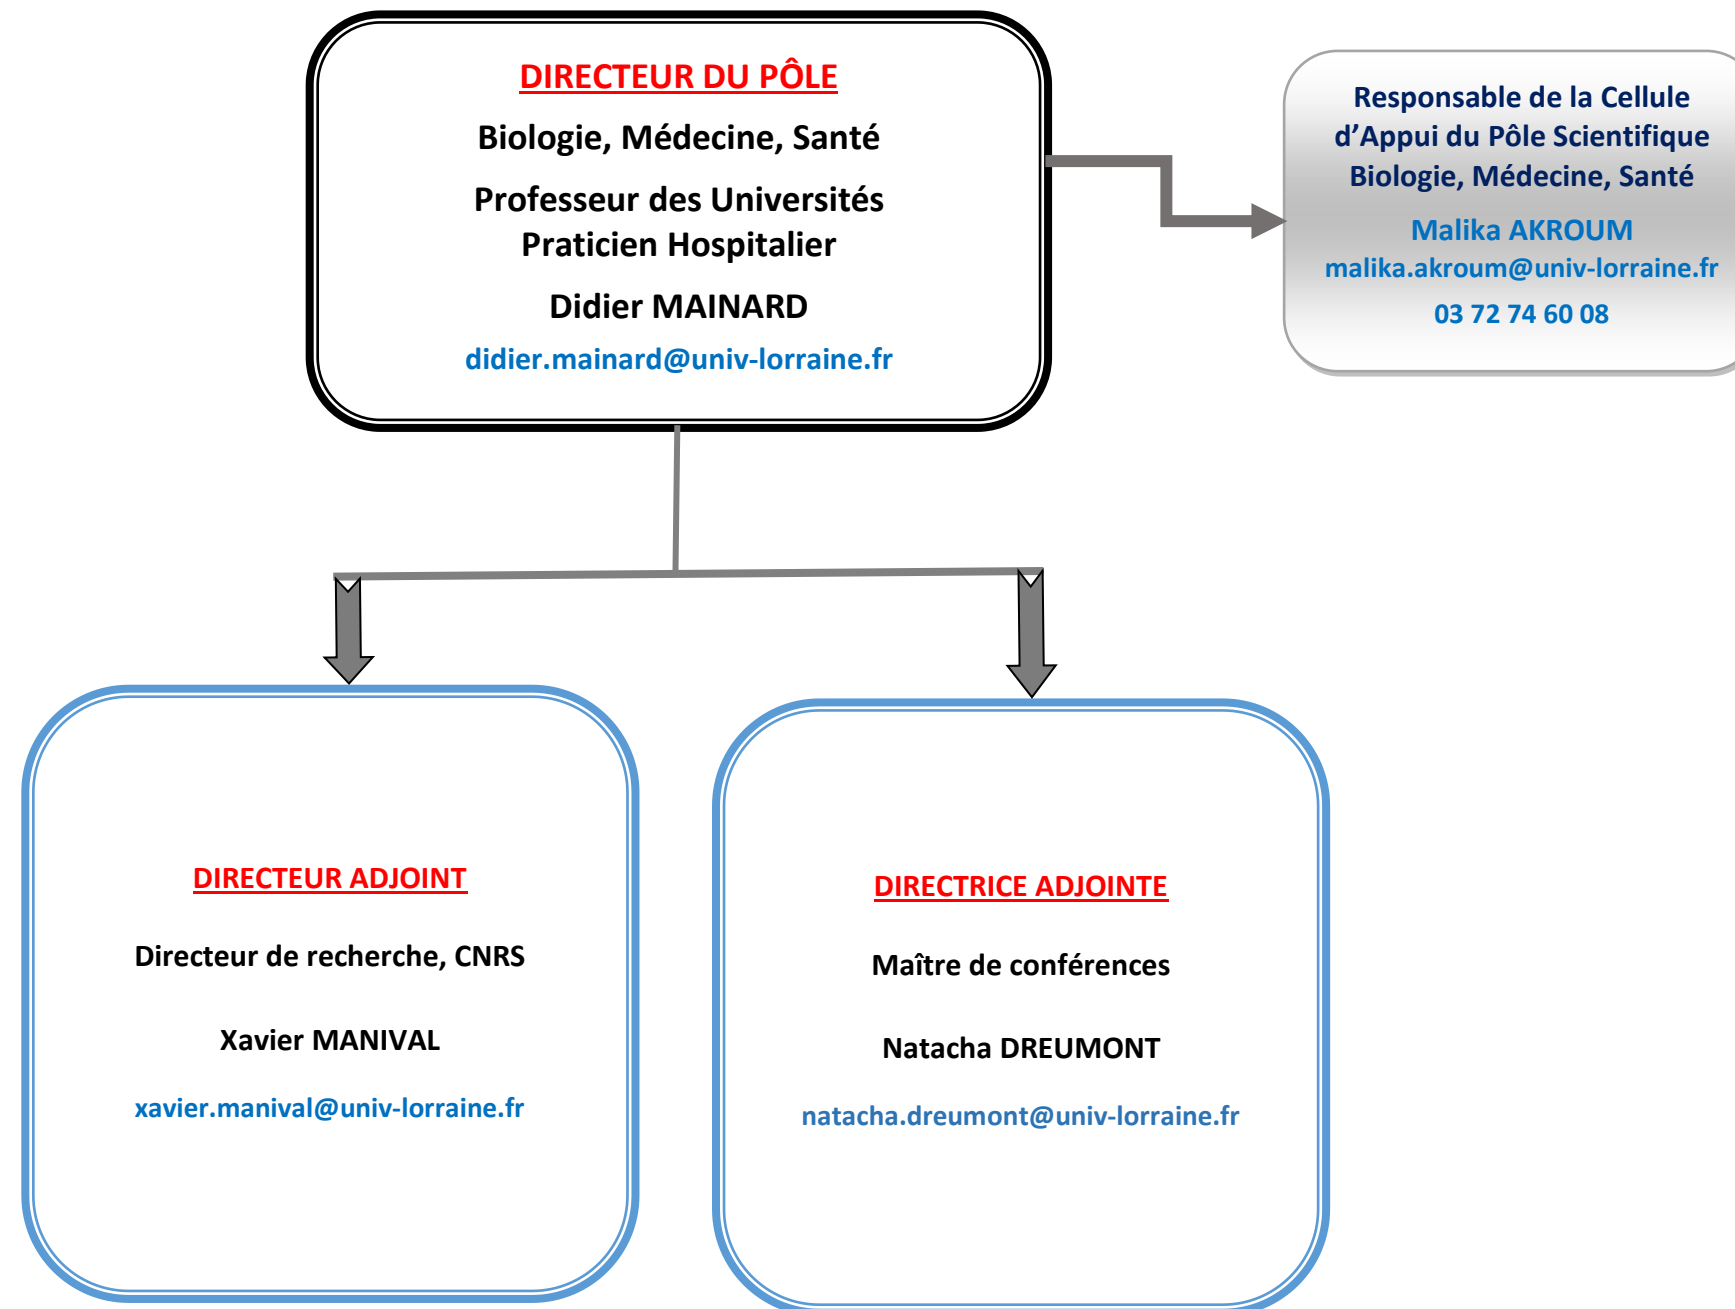 DIRECTEUR DU PÔLE
Biologie, Médecine, Santé
Professeur des Universités
Praticien Hospitalier
Didier MAINARD
didier.mainard@univ-lorraine.fr
Responsable de la Cellule
d’Appui du Pôle Scientifique
Biologie, Médecine, Santé
Malika AKROUM
malika.akroum@univ-lorraine.fr
03 72 74 60 08
DIRECTEUR ADJOINT
Directeur de recherche, CNRS
Xavier MANIVAL
xavier.manival@univ-lorraine.fr
DIRECTRICE ADJOINTE
Maître de conférences
Natacha DREUMONT
natacha.dreumont@univ-lorraine.fr